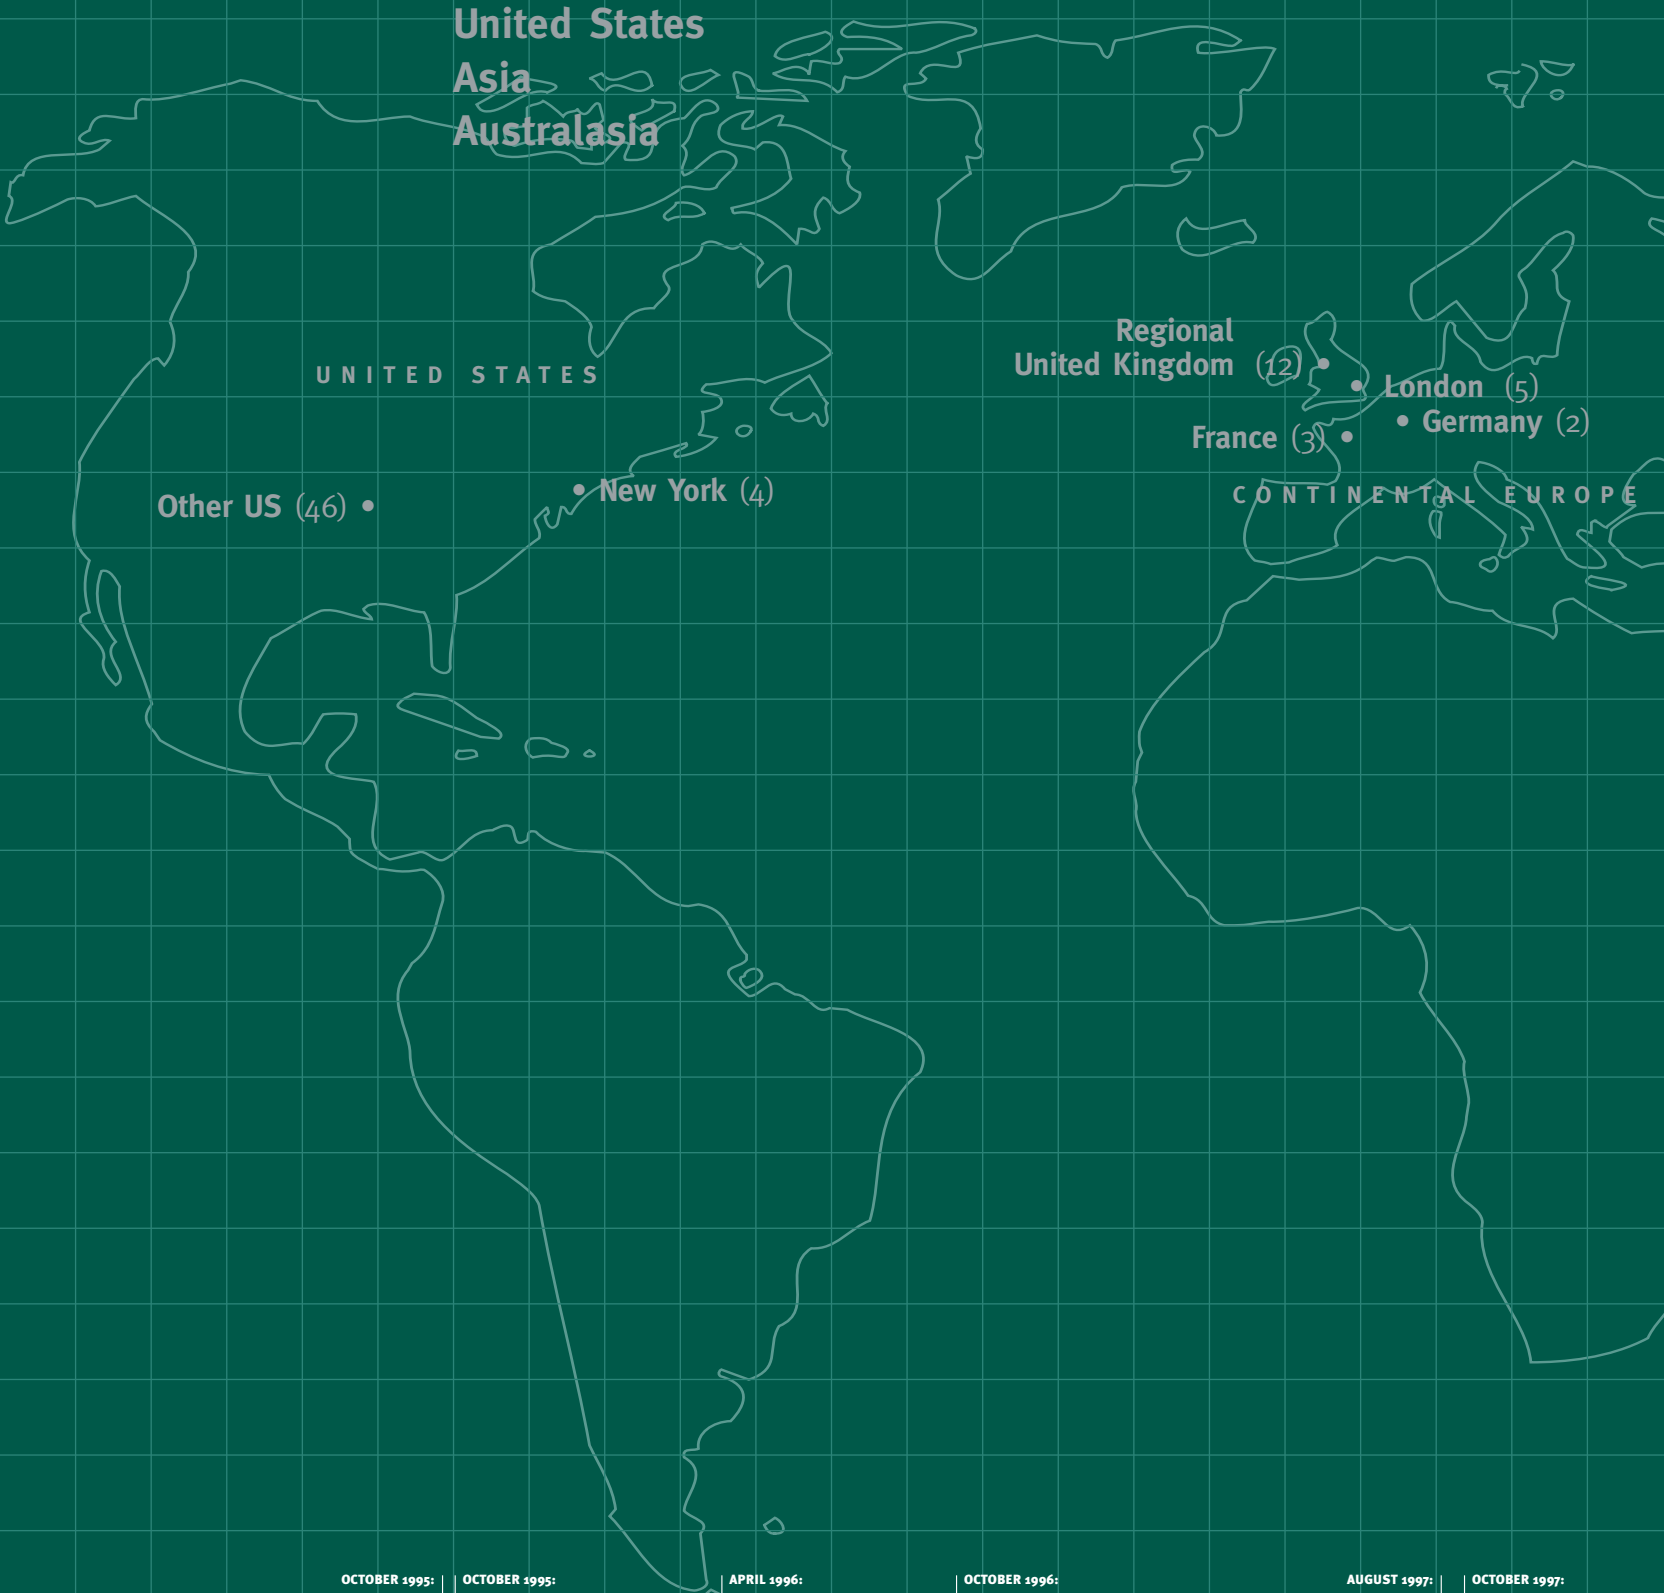 United States
Asia
Australasia
Regional
United Kingdom (12)
UNITED STATES
London (5)
Germany (2)
France (3)
New York (4)
CONTINENTAL EUROPE
Other US (46)
OCTOBER 1995: OCTOBER 1995: APRIL 1996: OCTOBER 1996: AUGUST 1997: OCTOBER 1997: